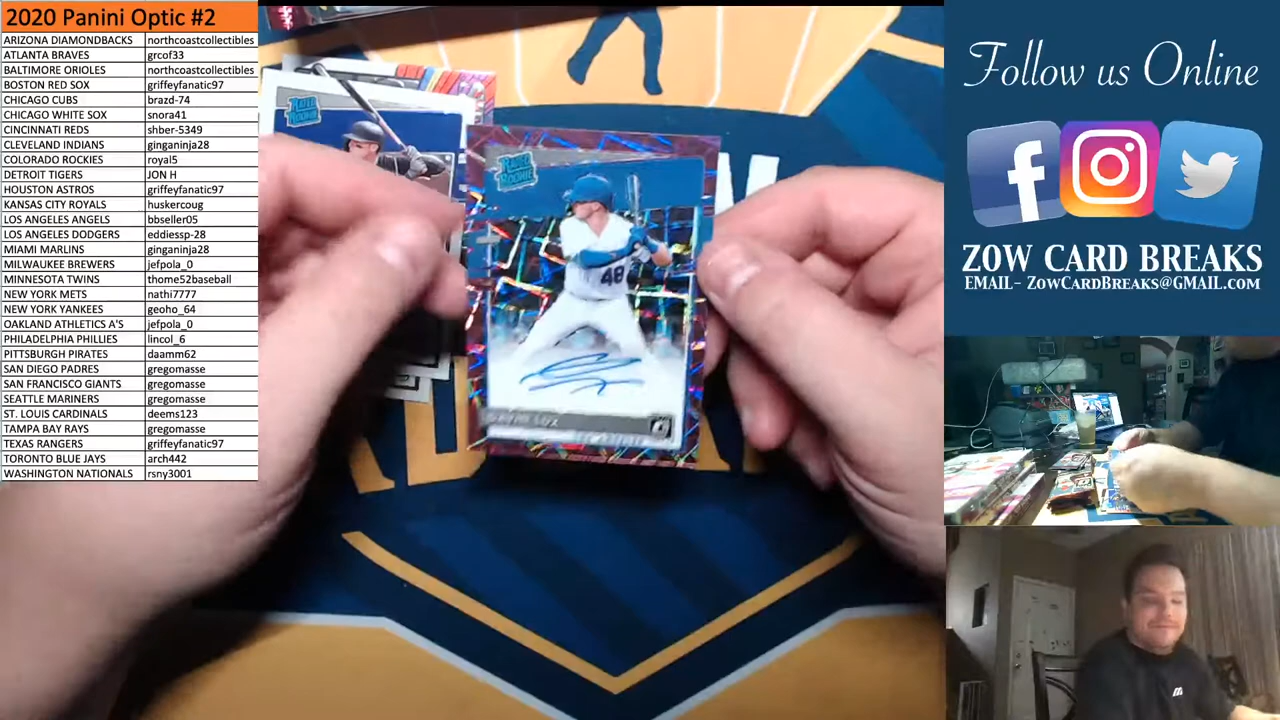 2020 Panini Optic #2
ARIZONA DIAMONDBACKS northcoastcollectibles
ATLANTA BRAVES grcof33
BALTIMORE ORIOLES northcoastcollectibles
BOSTON RED SOX griffeyfanatic97
CHICAGO CUBS brazd-74
CHICAGO WHITE SOX snora41
CINCINNATI REDS shber-5349
CLEVELAND INDIANS ginganinja28
COLORADO ROCKIES royal5
DETROIT TIGERS JON H
HOUSTON ASTROS griffeyfanatic97
KANSAS CITY ROYALS huskercoug
LOS ANGELES ANGELS bbseller05
LOS ANGELES DODGERS eddiessp-28
MIAMI MARLINS ginganinja28
MILWAUKEE BREWERS jefpola_0
MINNESOTA TWINS thome52baseball
NEW YORK METS nathi7777
NEW YORK YANKEES geoho_64
OAKLAND ATHLETICS A'S jefpola_0
PHILADELPHIA PHILLIES lincol_6
PITTSBURGH PIRATES daamm62
SAN DIEGO PADRES gregomasse
SAN FRANCISCO GIANTS gregomasse
SEATTLE MARINERS gregomasse
ST. LOUIS CARDINALS deems123
TAMPA BAY RAYS gregomasse
TEXAS RANGERS griffeyfanatic97
TORONTO BLUE JAYS arch442
WASHINGTON NATIONALS rsny3001
RATED ROOKIE
RATED ROOKIE
48
Follow us Online
ZOW CARD BREAKS
EMAIL- ZowCardBreaks@GMAIL.COM